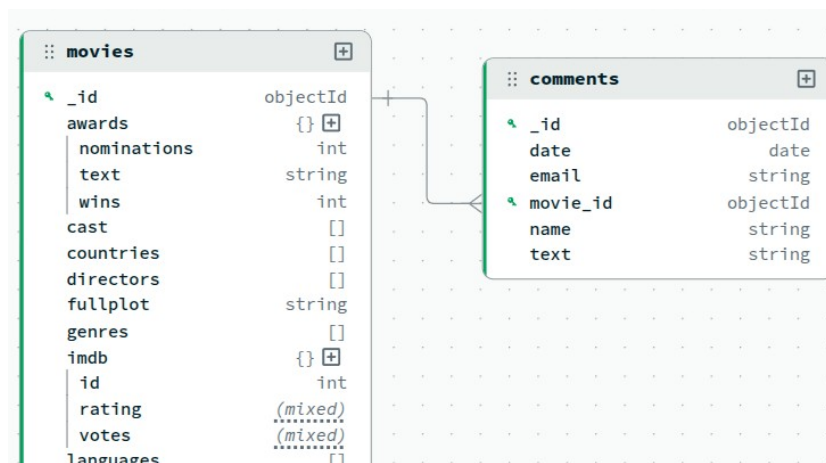 movies
_id objectId
awards {}
nominations int
text string
wins int
cast []
countries []
directors []
fullplot string
genres []
imdb {}
id int
rating (mixed)
votes (mixed)
languages []
comments
_id objectId
date date
email string
movie_id objectId
name string
text string